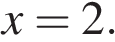 x = 2.